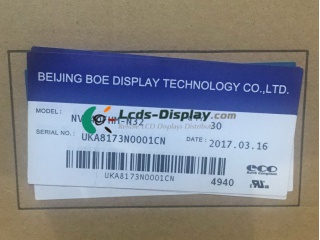 BEIJING BOE DISPLAY TECHNOLOGY CO.,LTD.
MODEL:
Lcds-Display.com
30
SERIAL NO.: UKA8173N0001CN DATE: 2017.03.16
eco
UKA8173N0001CN
4940